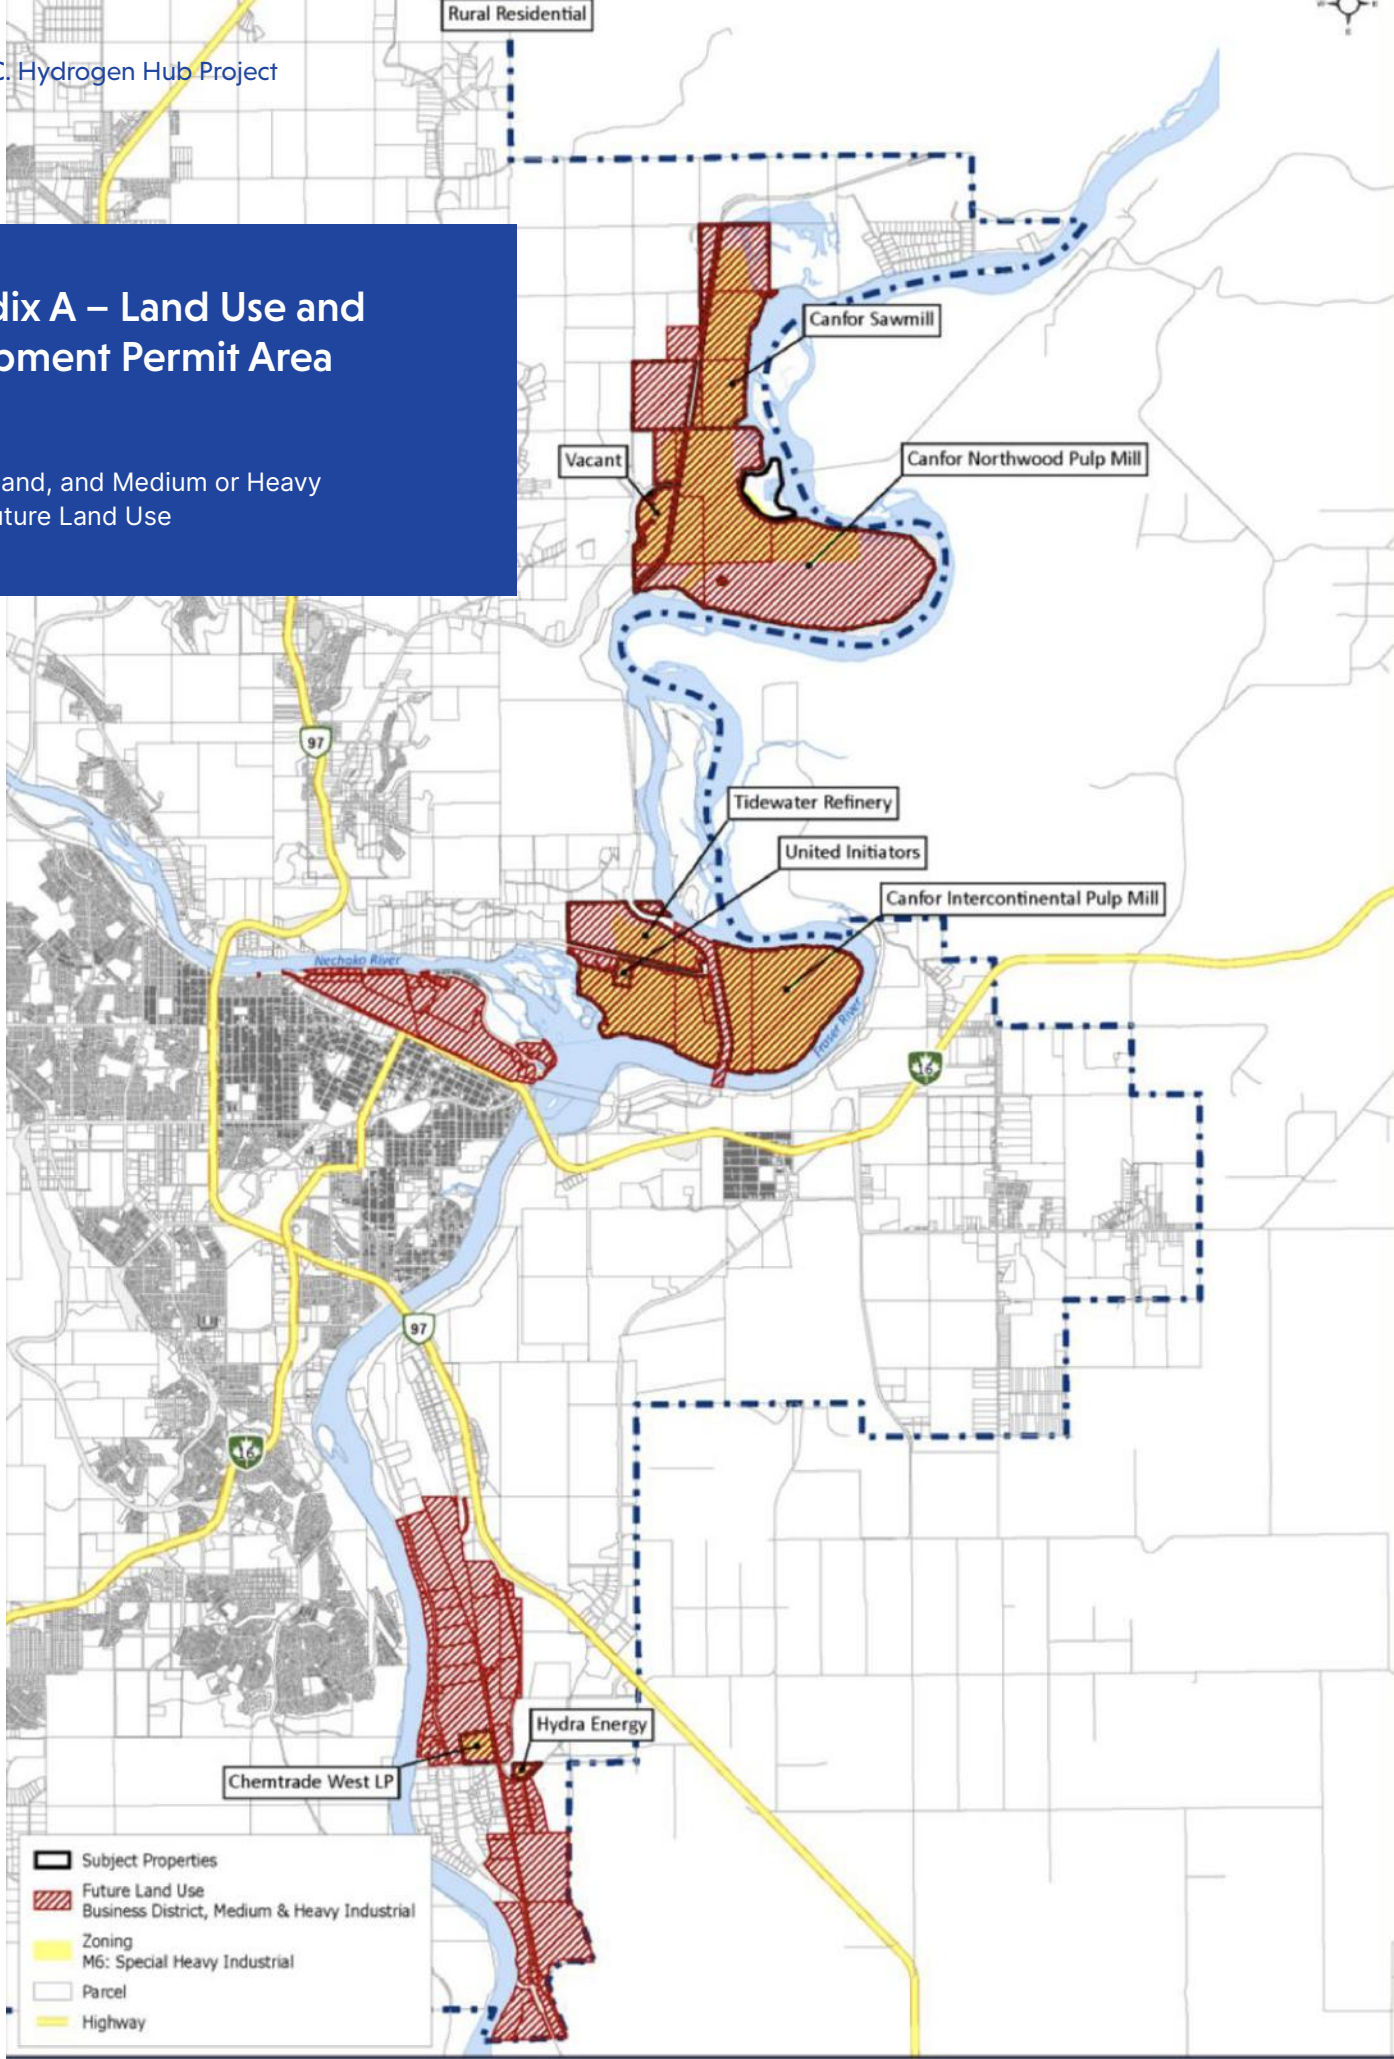 Rural Residential
C. Hydrogen Hub Project
dix A – Land Use and
pment Permit Area
and, and Medium or Heavy
uture Land Use
Canfor Sawmill
Vacant
Canfor Northwood Pulp Mill
97
Tidewater Refinery
United Initiators
Canfor Intercontinental Pulp Mill
Nechako River
Fraser River
16
97
16
Hydra Energy
Chemtrade West LP
Subject Properties
Future Land Use
Business District, Medium & Heavy Industrial
Zoning
M6: Special Heavy Industrial
Parcel
Highway